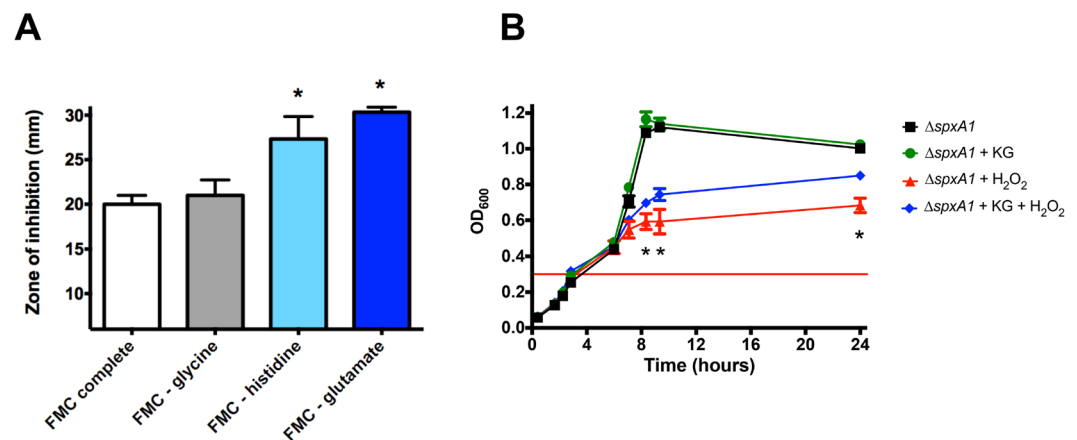 A
Zone of inhibition (mm)
30
25
20
15
10
*
*
FMC complete
FMC - glycine
FMC - histidine
FMC - glutamate
B
OD600
1.2
1.0
0.8
0.6
0.4
0.2
0.0
* *
*
0 4 8 12 16 20 24
Time (hours)
ΔspxA1
ΔspxA1 + KG
ΔspxA1 + H2O2
ΔspxA1 + KG + H2O2